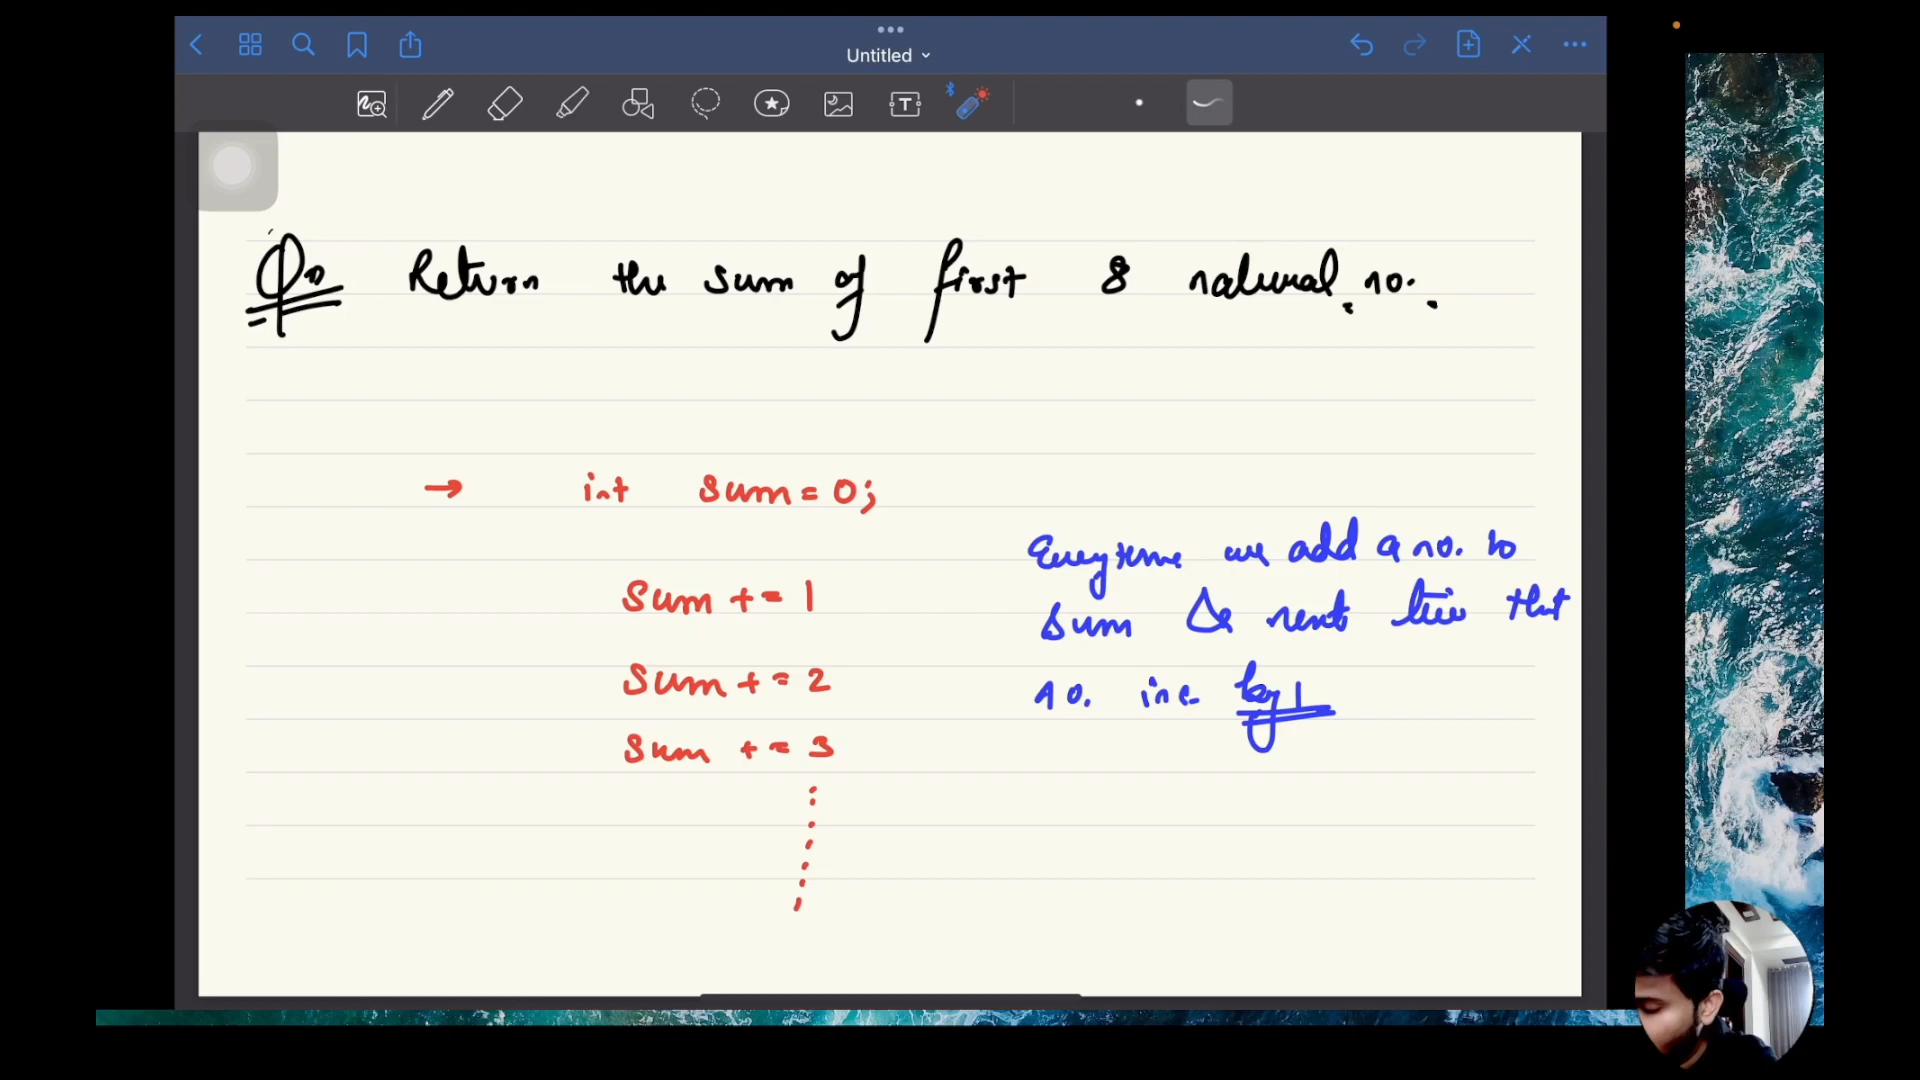 Untitled
Q Return the sum of first 8 natural no.
→ int sum = 0;
Sum += 1
Sum += 2
Sum += 3
Everytime we add a no. to
sum & next time that
no. inc by 1